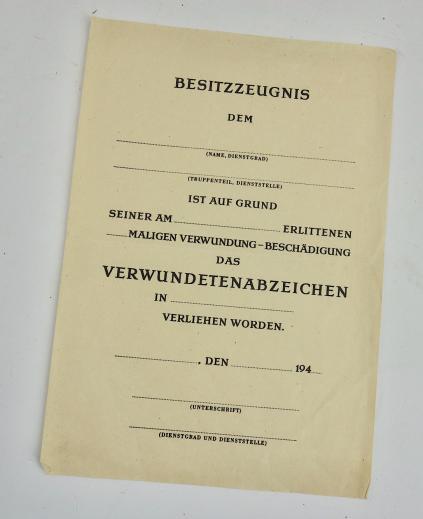 BESITZZEUGNIS
DEM
(NAME, DIENSTGRAD)
(TRUPPENTEIL, DIENSTSTELLE)
IST AUF GRUND
SEINER AM ERLITTENEN
MALIGEN VERWUNDUNG – BESCHÄDIGUNG
DAS
VERWUNDETENABZEICHEN
IN
VERLIEHEN WORDEN.
, DEN 194
(UNTERSCHRIFT)
(DIENSTGRAD UND DIENSTSTELLE)